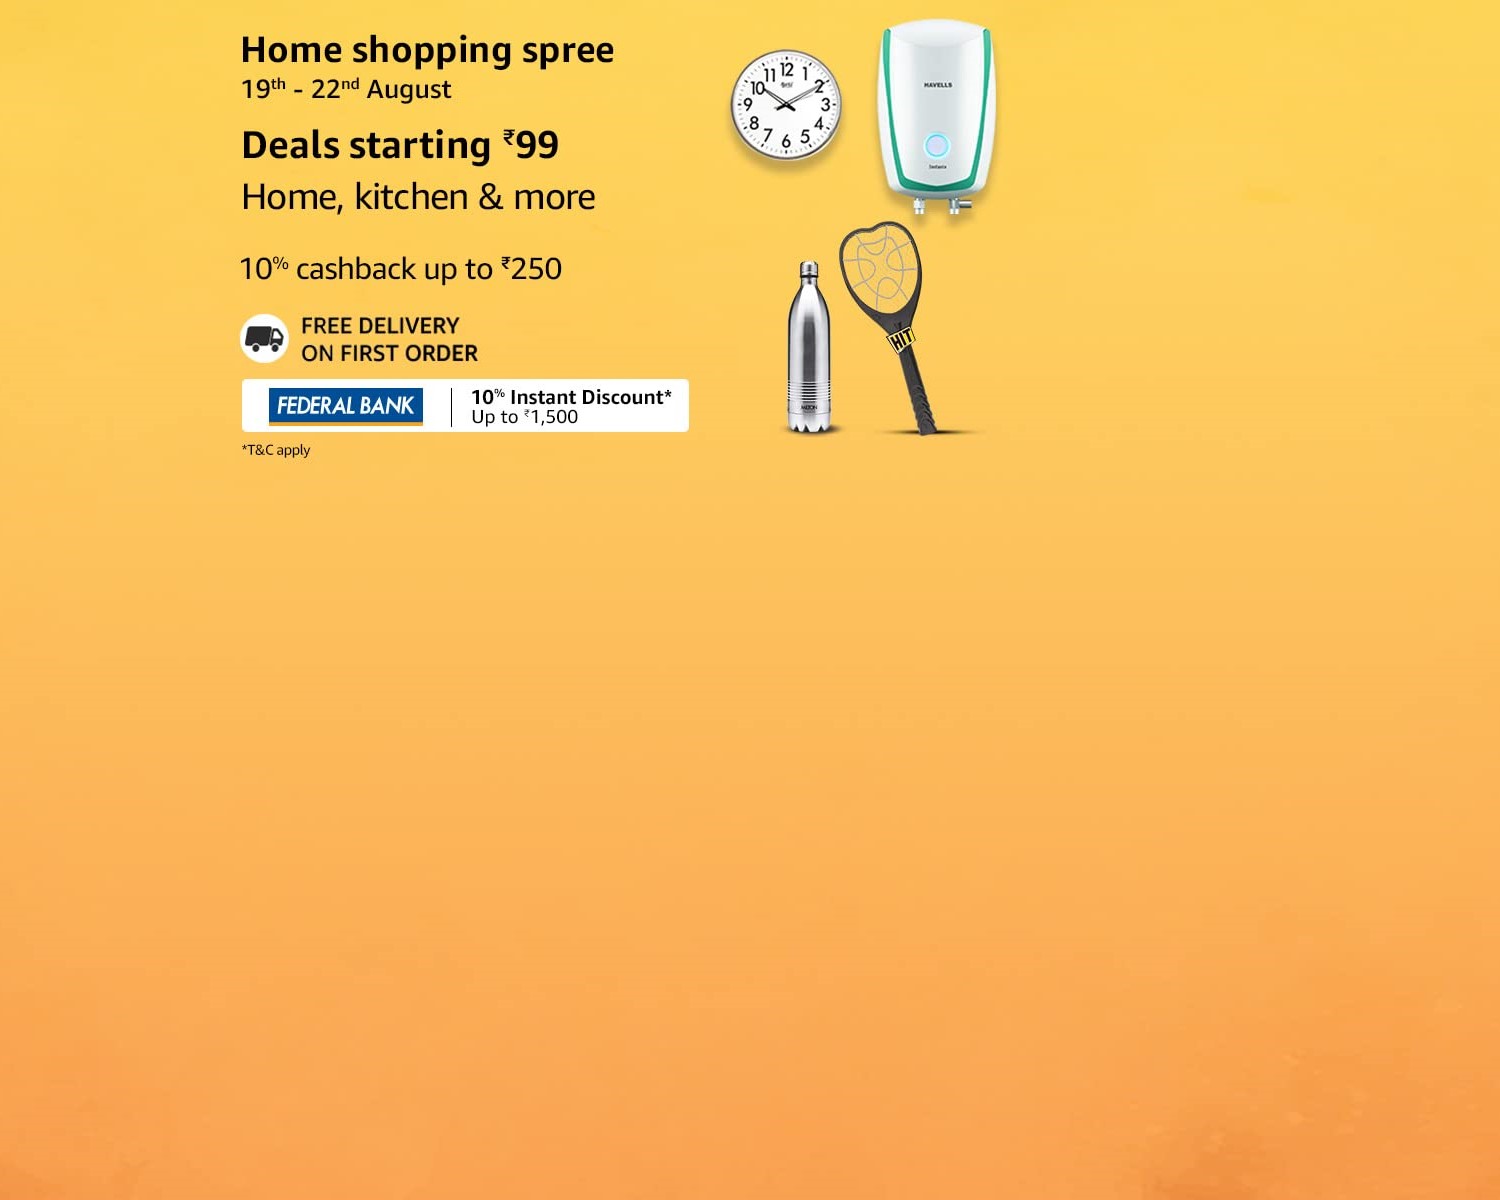 Home shopping spree
19th - 22nd August
Deals starting ₹99
Home, kitchen & more
10% cashback up to ₹250
FREE DELIVERY
ON FIRST ORDER
FEDERAL BANK
10% Instant Discount*
Up to ₹1,500
*T&C apply
12
11 1
10 2
9 3
8 4
7 5
6
HAVELLS
HIT
MILTON